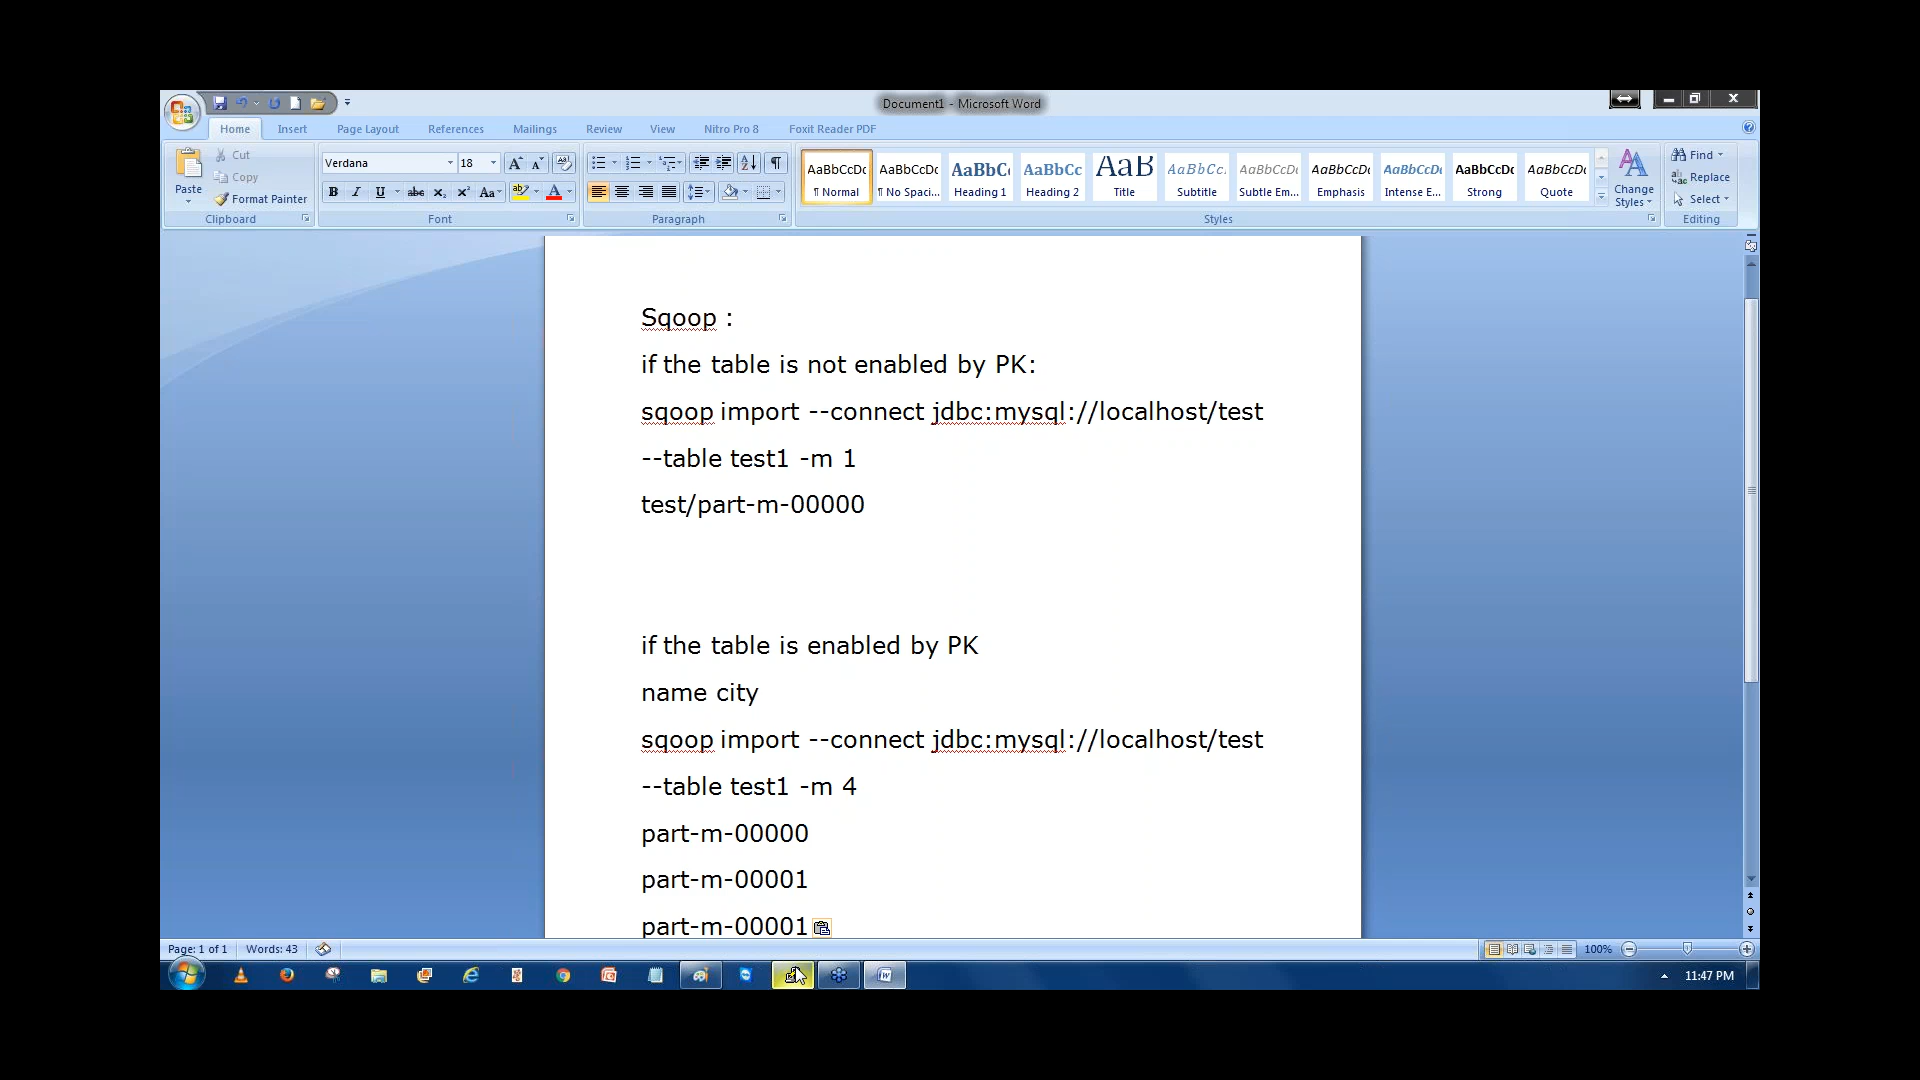 Document1 - Microsoft Word
Home Insert Page Layout References Mailings Review View Nitro Pro 8 Foxit Reader PDF
Paste
Cut
Copy
Format Painter
Clipboard
Verdana 18
Font
Paragraph
AaBbCcDc AaBbCcDc AaBbC AaBbCc AaB AaBbCc. AaBbCcDc AaBbCcDc AaBbCcDc AaBbCcDc AaBbCcDc
¶ Normal ¶ No Spaci... Heading 1 Heading 2 Title Subtitle Subtle Em... Emphasis Intense E... Strong Quote
Change Styles
Styles
Find
Replace
Select
Editing
Sqoop :
if the table is not enabled by PK:
sqoop import --connect jdbc:mysql://localhost/test
--table test1 -m 1
test/part-m-00000
if the table is enabled by PK
name city
sqoop import --connect jdbc:mysql://localhost/test
--table test1 -m 4
part-m-00000
part-m-00001
part-m-00001
Page: 1 of 1 Words: 43 100%
11:47 PM